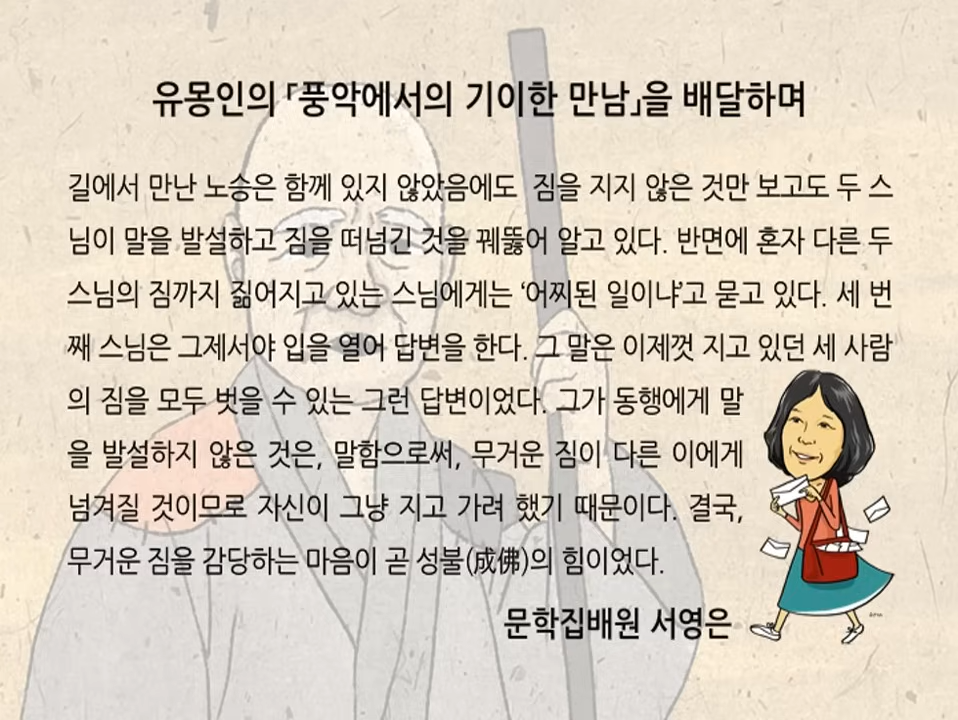 유몽인의 「풍악에서의 기이한 만남」을 배달하며
길에서 만난 노승은 함께 있지 않았음에도 짐을 지지 않은 것만 보고도 두 스
님이 말을 발설하고 짐을 떠넘긴 것을 꿰뚫어 알고 있다. 반면에 혼자 다른 두
스님의 짐까지 짊어지고 있는 스님에게는 ‘어찌된 일이냐’고 묻고 있다. 세 번
째 스님은 그제서야 입을 열어 답변을 한다. 그 말은 이제껏 지고 있던 세 사람
의 짐을 모두 벗을 수 있는 그런 답변이었다. 그가 동행에게 말
을 발설하지 않은 것은, 말함으로써, 무거운 짐이 다른 이에게
넘겨질 것이므로 자신이 그냥 지고 가려 했기 때문이다. 결국,
무거운 짐을 감당하는 마음이 곧 성불(成佛)의 힘이었다.
문학집배원 서영은